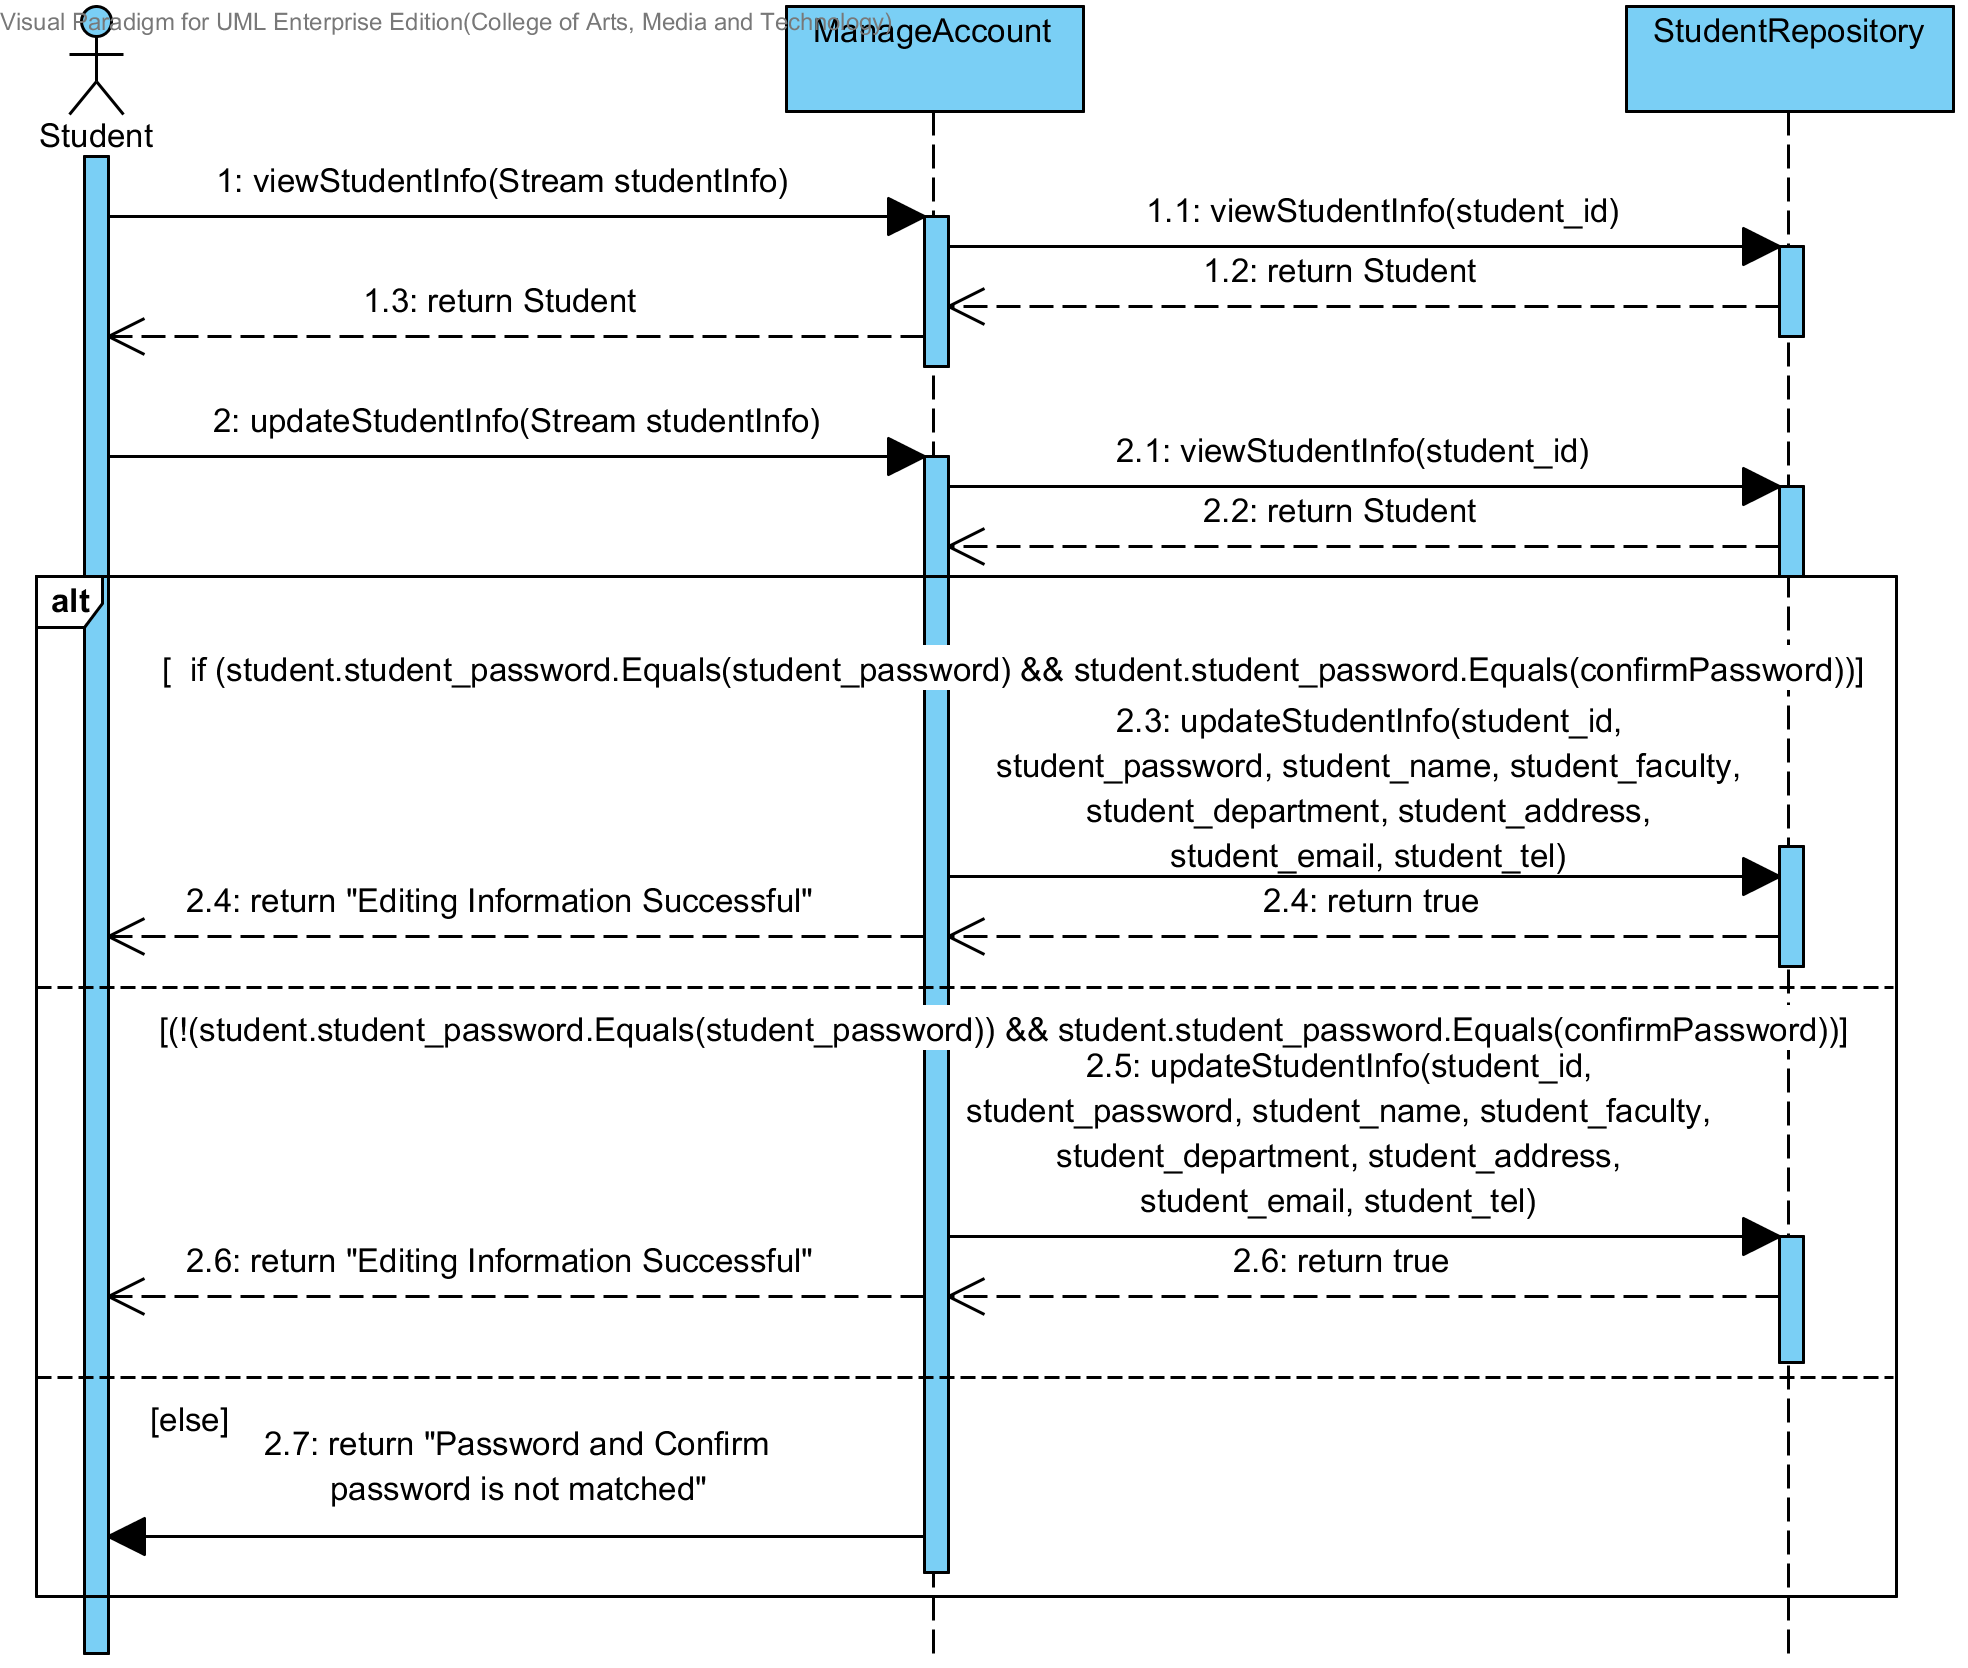 Visual Paradigm for UML Enterprise Edition(College of Arts, Media and Technology)
ManageAccount
StudentRepository
Student
1: viewStudentInfo(Stream studentInfo)
1.1: viewStudentInfo(student_id)
1.2: return Student
1.3: return Student
2: updateStudentInfo(Stream studentInfo)
2.1: viewStudentInfo(student_id)
2.2: return Student
alt
[  if (student.student_password.Equals(student_password) && student.student_password.Equals(confirmPassword))]
2.3: updateStudentInfo(student_id,
student_password, student_name, student_faculty,
student_department, student_address,
student_email, student_tel)
2.4: return "Editing Information Successful"
2.4: return true
[(!(student.student_password.Equals(student_password)) && student.student_password.Equals(confirmPassword))]
2.5: updateStudentInfo(student_id,
student_password, student_name, student_faculty,
student_department, student_address,
student_email, student_tel)
2.6: return "Editing Information Successful"
2.6: return true
[else]
2.7: return "Password and Confirm
password is not matched"